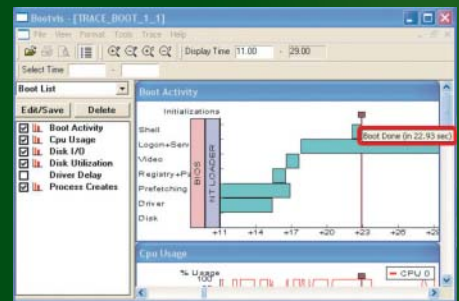 Bootvis - [TRACE_BOOT_1_1]
File View Format Tools Trace Help
Display Time 11.00 - 29.00
Select Time -
Boot List
Edit/Save Delete
Boot Activity
Cpu Usage
Disk I/O
Disk Utilization
Driver Delay
Process Creates
Boot Activity
Initializations
Shell
Logon+Serv
Video
Registry+Pa
Prefetching
Driver
Disk
BIOS
NT LOADER
Boot Done (in 22.93 sec)
+11 +14 +17 +20 +23 +26 +29
Cpu Usage
% Usage
100
CPU 0